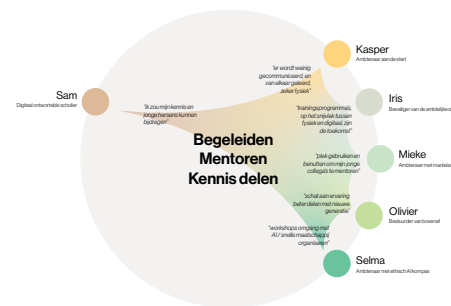 Kasper
Ambtenaar aan de start
"er wordt weinig
gecommuniceerd, en
van elkaar geleerd,
zeker fysiek"
Sam
Digitaal ontwortelde scholier
"ik zou mijn kennis en
jonge hersens kunnen
bijdragen"
Iris
Beveiliger van de ambtelijke s
"trainingsprogramma's,
op het snijvlak tussen
fysiek en digitaal, zijn
de toekomst"
Begeleiden
Mentoren
Kennis delen
Mieke
Ambtenaar met mantelz
"plek gebruiken en
benutten om mijn jonge
collega's te mentoren"
Olivier
Bestuurder van bovenaf
"schat aan ervaring
beter delen met nieuwe
generatie"
Selma
Ambtenaar met ethisch AI kompas
"workshops omgang met
AI / snelle maatschappij
organiseren"